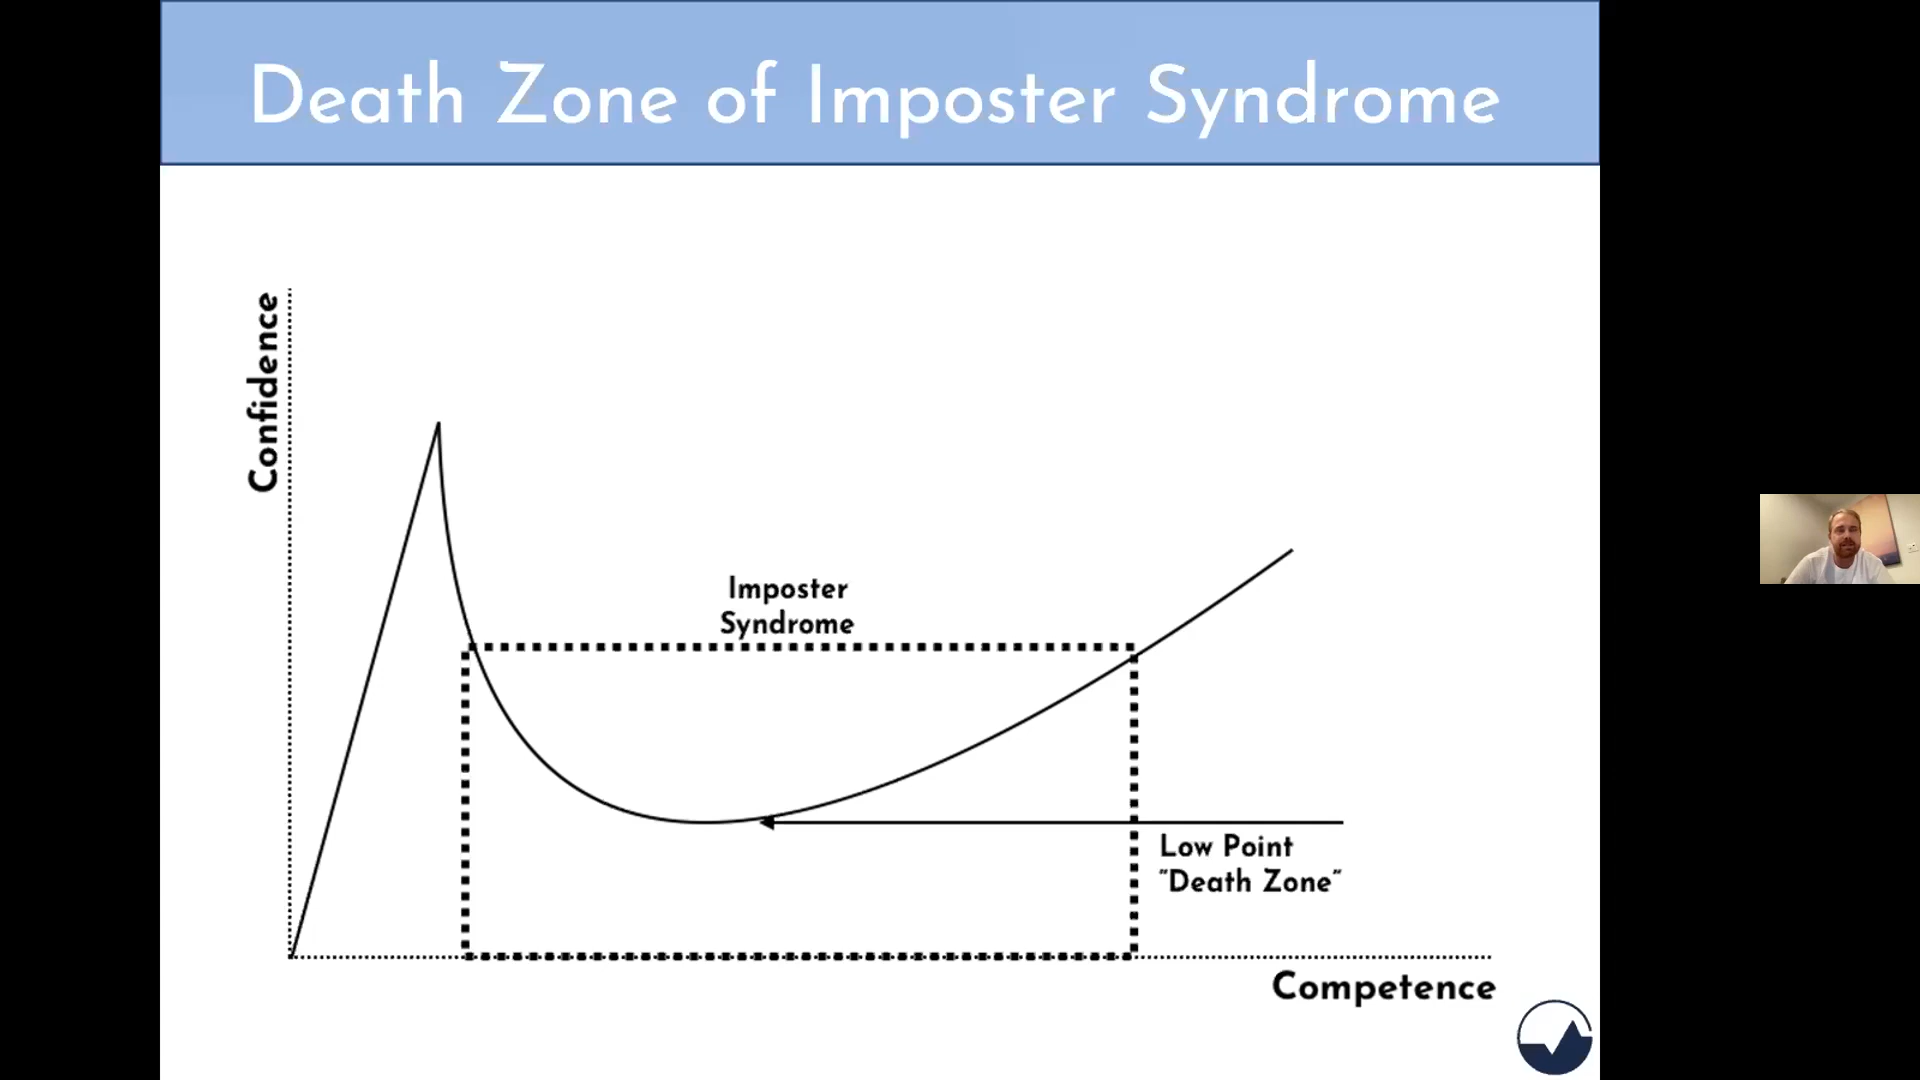 Death Zone of Imposter Syndrome
Confidence
Imposter
Syndrome
Low Point
"Death Zone"
Competence